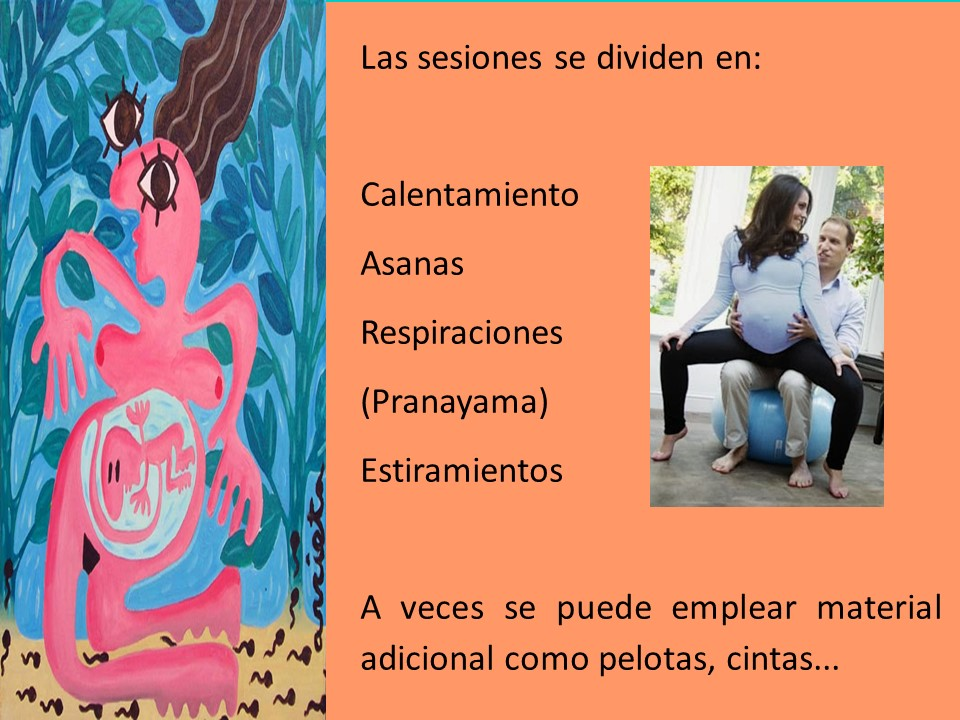 Las sesiones se dividen en:
Calentamiento
Asanas
Respiraciones
(Pranayama)
Estiramientos
A veces se puede emplear material
adicional como pelotas, cintas...